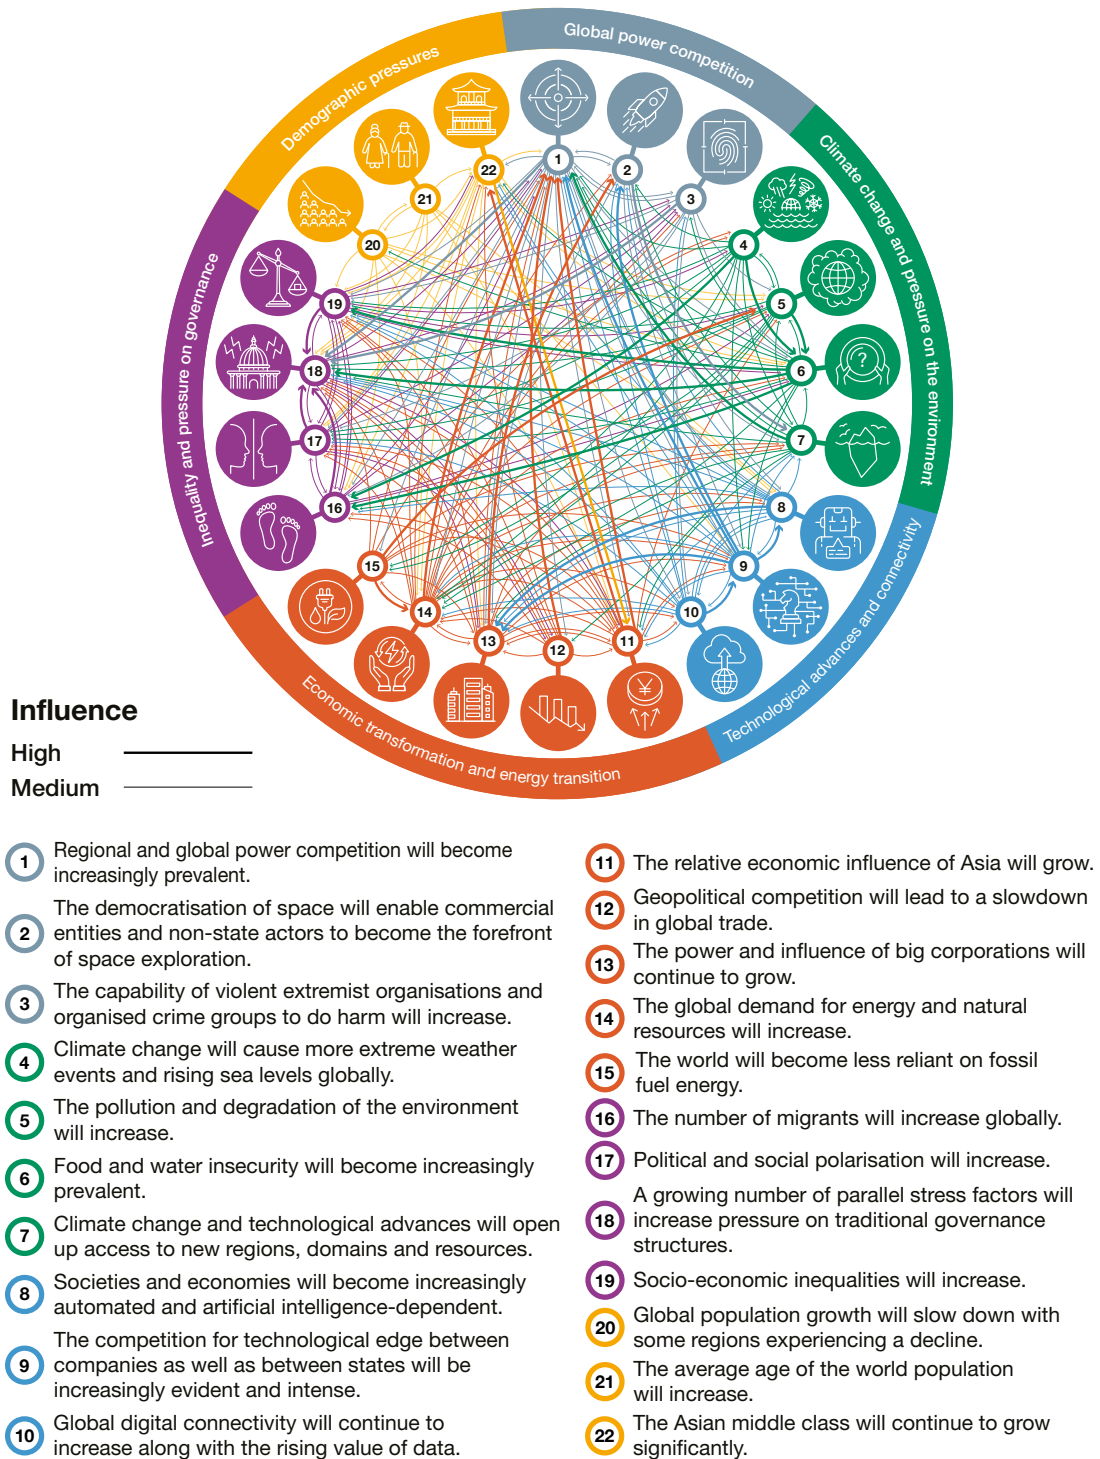 Demographic pressures
Global power competition
Climate change and pressure on the environment
Inequality and pressure on governance
Technological advances and connectivity
Economic transformation and energy transition
1
2
3
4
5
6
7
8
9
10
11
12
13
14
15
16
17
18
19
20
21
22
?
¥
Influence
High
Medium
1
Regional and global power competition will become
increasingly prevalent.
2
The democratisation of space will enable commercial
entities and non-state actors to become the forefront
of space exploration.
3
The capability of violent extremist organisations and
organised crime groups to do harm will increase.
4
Climate change will cause more extreme weather
events and rising sea levels globally.
5
The pollution and degradation of the environment
will increase.
6
Food and water insecurity will become increasingly
prevalent.
7
Climate change and technological advances will open
up access to new regions, domains and resources.
8
Societies and economies will become increasingly
automated and artificial intelligence-dependent.
9
The competition for technological edge between
companies as well as between states will be
increasingly evident and intense.
10
Global digital connectivity will continue to
increase along with the rising value of data.
11
The relative economic influence of Asia will grow.
12
Geopolitical competition will lead to a slowdown
in global trade.
13
The power and influence of big corporations will
continue to grow.
14
The global demand for energy and natural
resources will increase.
15
The world will become less reliant on fossil
fuel energy.
16
The number of migrants will increase globally.
17
Political and social polarisation will increase.
18
A growing number of parallel stress factors will
increase pressure on traditional governance
structures.
19
Socio-economic inequalities will increase.
20
Global population growth will slow down with
some regions experiencing a decline.
21
The average age of the world population
will increase.
22
The Asian middle class will continue to grow
significantly.